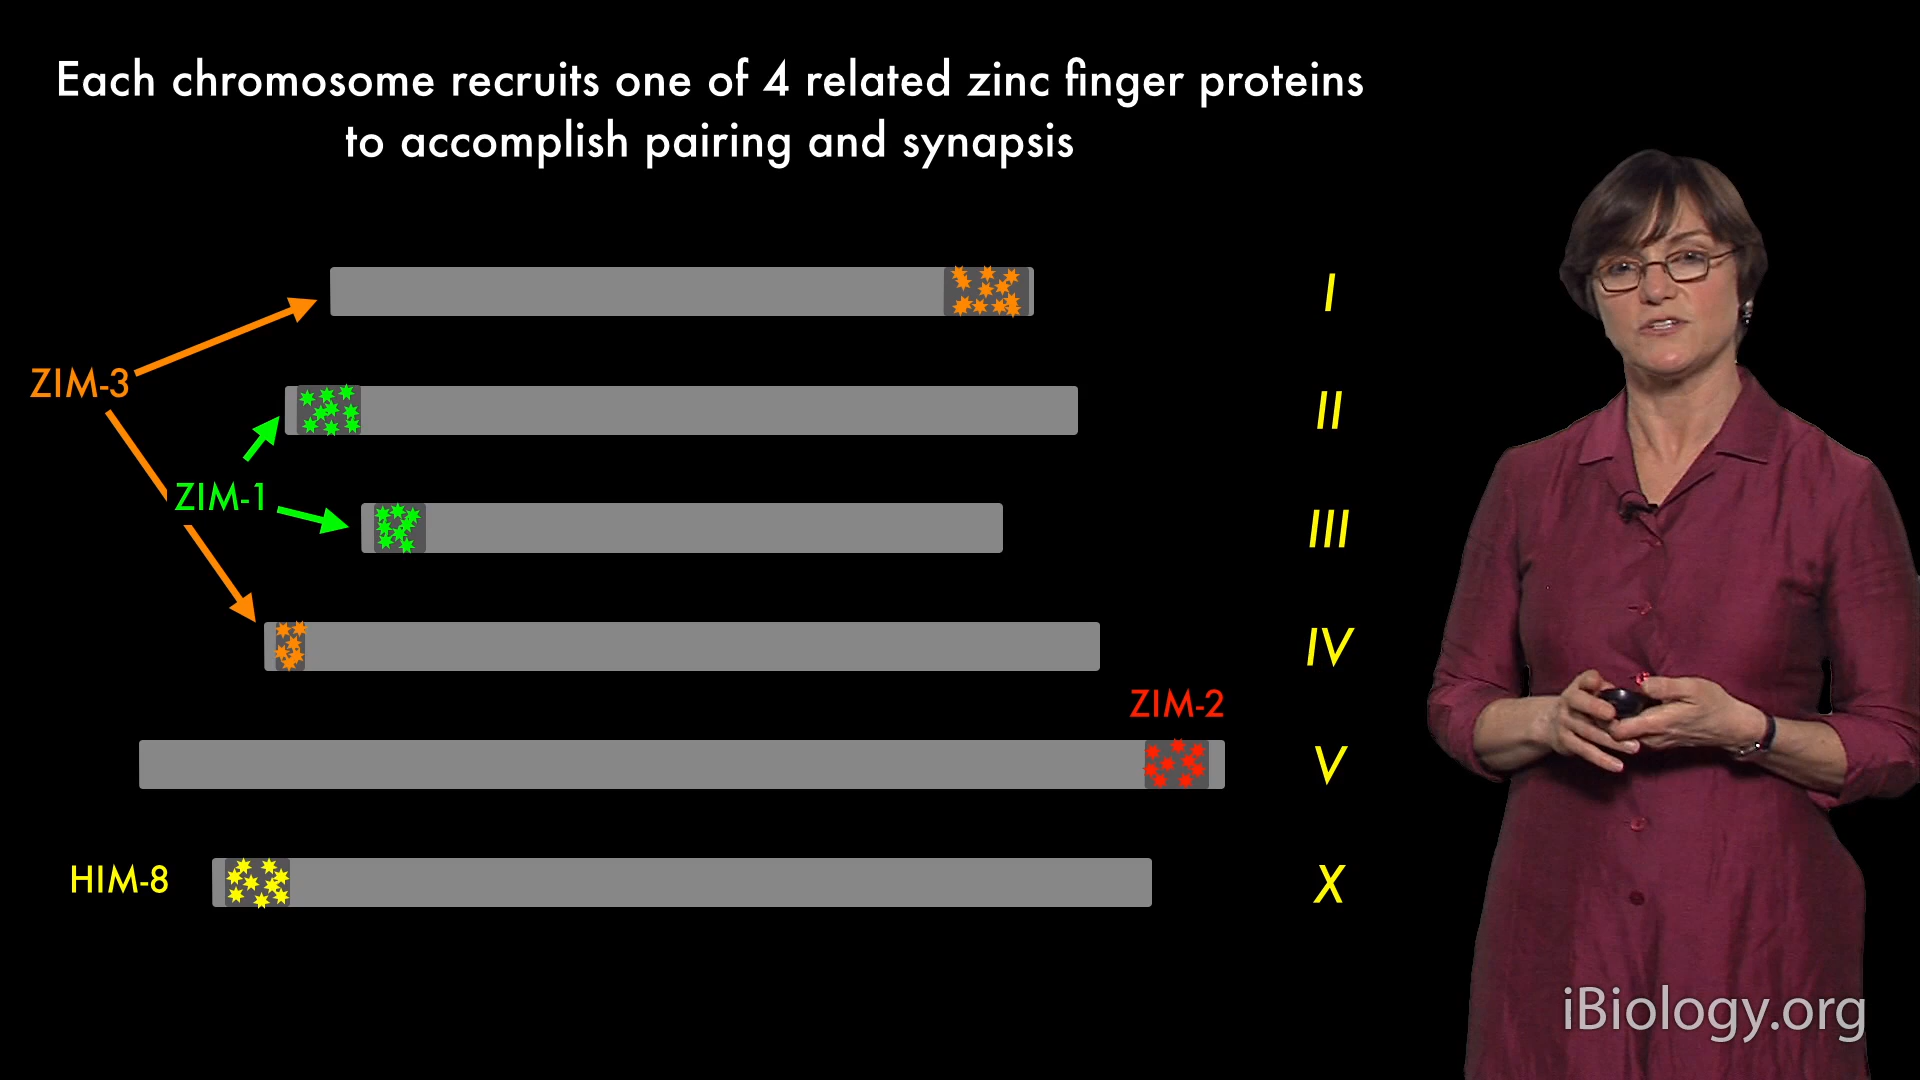 Each chromosome recruits one of 4 related zinc finger proteins
to accomplish pairing and synapsis
I
ZIM-3
II
ZIM-1
III
IV
ZIM-2
V
HIM-8
X
iBiology.org